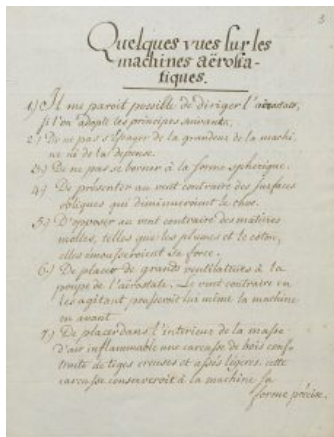 3
Quelques vues sur les
machines aërosta-
tiques.
1) Il me paroit possible de diriger l'aërostate,
si l'on adopte les principes suivants,
2) De ne pas s'effrayer de la grandeur de la machi-
ne ni de la depense.
3) De ne pas se borner à la forme spherique.
4) De présenter au vent contraire des surfaces
obliques qui diminueroient le choc.
5) D'opposer au vent contraire des matières
molles, telles que les plumes et le coton,
elles émousseroient sa force.
6) De placer de grands ventilateurs à la
poupe de l'aërostate. Le vent contraire en
les agitant pousseroit lui même la machine
en avant.
7) De placer dans l'interieur de la masse
d'air inflammable une carcasse de bois cons-
truite de tiges creuses et assés légères. cette
carcasse conserveroit à la machine sa
forme précise.